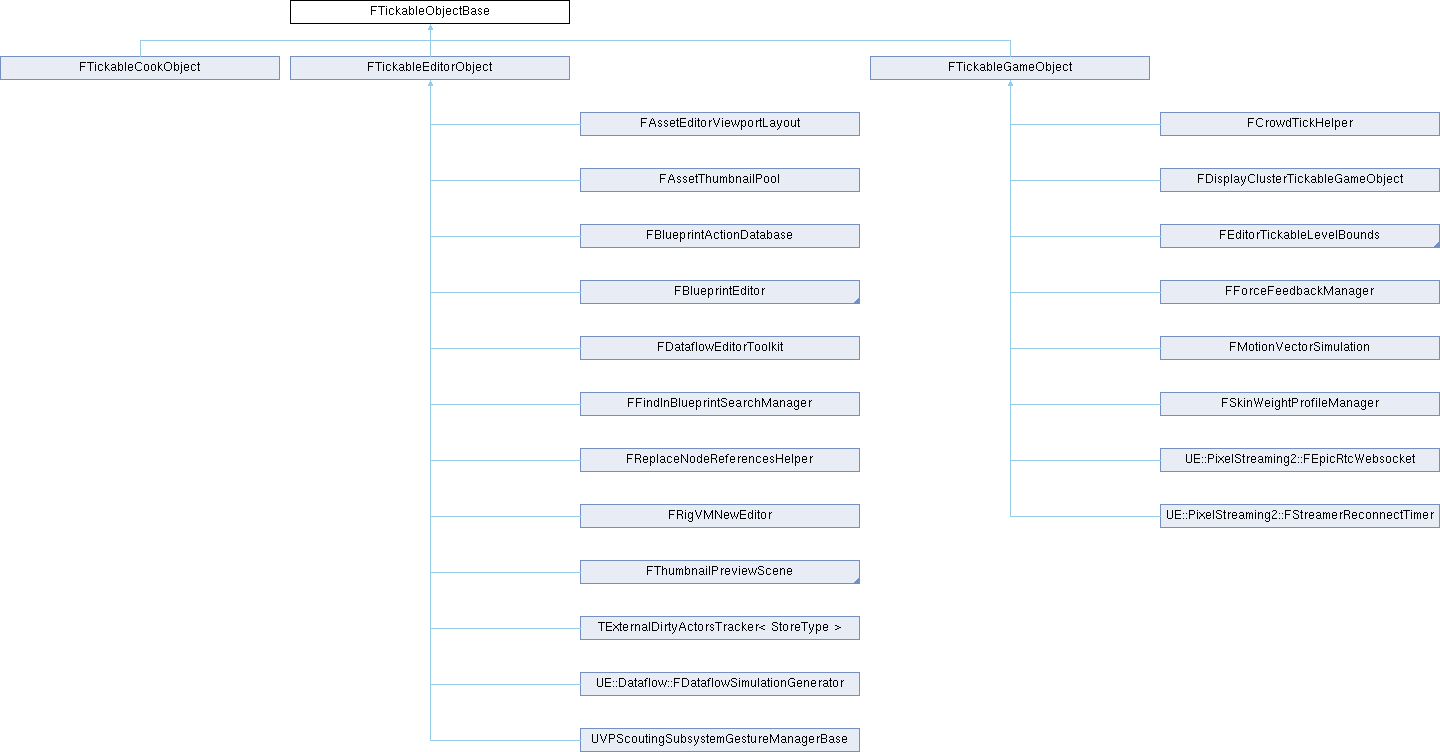 FTickableObjectBase
FTickableCookObject
FTickableEditorObject
FTickableGameObject
FAssetEditorViewportLayout
FCrowdTickHelper
FAssetThumbnailPool
FDisplayClusterTickableGameObject
FBlueprintActionDatabase
FEditorTickableLevelBounds
FBlueprintEditor
FForceFeedbackManager
FDataflowEditorToolkit
FMotionVectorSimulation
FFindInBlueprintSearchManager
FSkinWeightProfileManager
FReplaceNodeReferencesHelper
UE::PixelStreaming2::FEpicRtcWebsocket
FRigVMNewEditor
UE::PixelStreaming2::FStreamerReconnectTimer
FThumbnailPreviewScene
TExternalDirtyActorsTracker< StoreType >
UE::Dataflow::FDataflowSimulationGenerator
UVPScoutingSubsystemGestureManagerBase